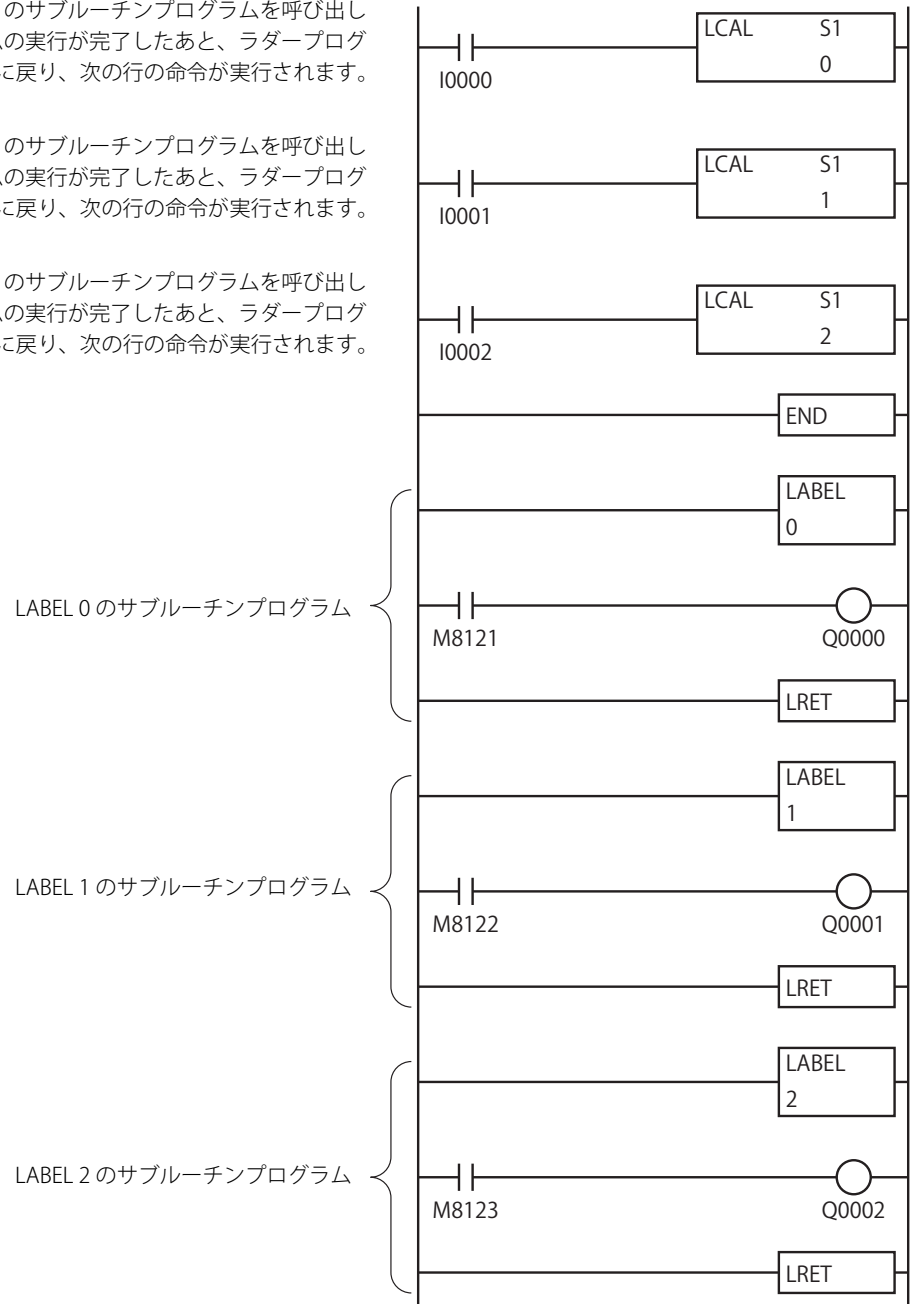 のサブルーチンプログラムを呼び出し
の実行が完了したあと、ラダープログ
に戻り、次の行の命令が実行されます。
LCAL S1
0
I0000
のサブルーチンプログラムを呼び出し
の実行が完了したあと、ラダープログ
に戻り、次の行の命令が実行されます。
LCAL S1
1
I0001
のサブルーチンプログラムを呼び出し
の実行が完了したあと、ラダープログ
に戻り、次の行の命令が実行されます。
LCAL S1
2
I0002
END
LABEL
0
LABEL 0 のサブルーチンプログラム
M8121 Q0000
LRET
LABEL
1
LABEL 1 のサブルーチンプログラム
M8122 Q0001
LRET
LABEL
2
LABEL 2 のサブルーチンプログラム
M8123 Q0002
LRET